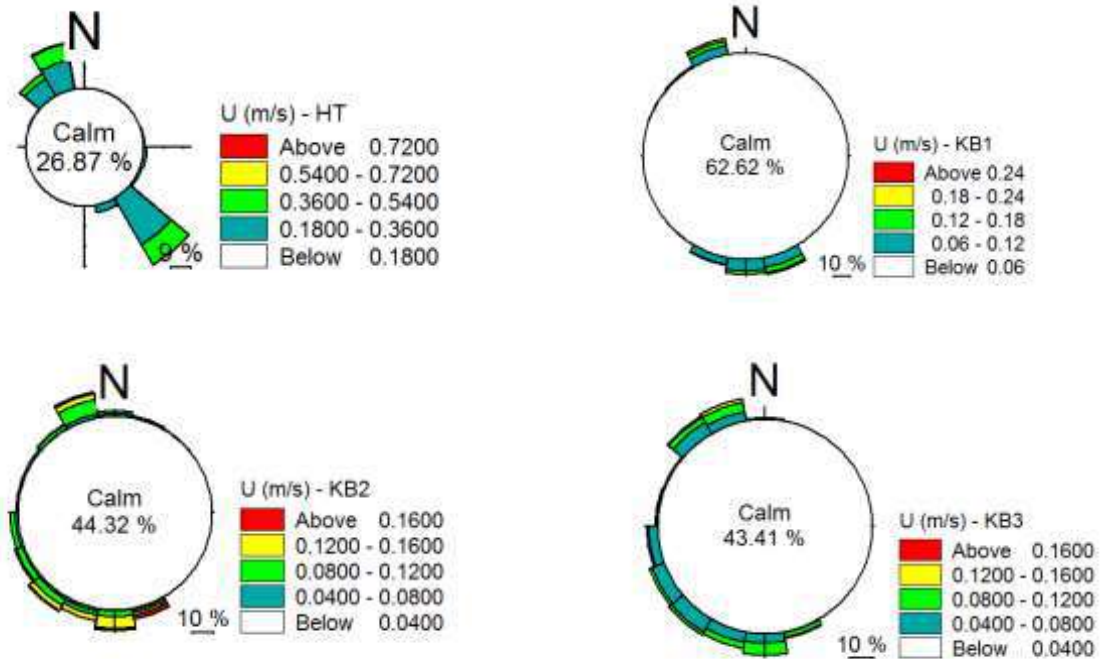 N
Calm
26.87 %
9 %
U (m/s) - HT
Above 0.7200
0.5400 - 0.7200
0.3600 - 0.5400
0.1800 - 0.3600
Below 0.1800
N
Calm
62.62 %
10 %
U (m/s) - KB1
Above 0.24
0.18 - 0.24
0.12 - 0.18
0.06 - 0.12
Below 0.06
N
Calm
44.32 %
10 %
U (m/s) - KB2
Above 0.1600
0.1200 - 0.1600
0.0800 - 0.1200
0.0400 - 0.0800
Below 0.0400
N
Calm
43.41 %
10 %
U (m/s) - KB3
Above 0.1600
0.1200 - 0.1600
0.0800 - 0.1200
0.0400 - 0.0800
Below 0.0400